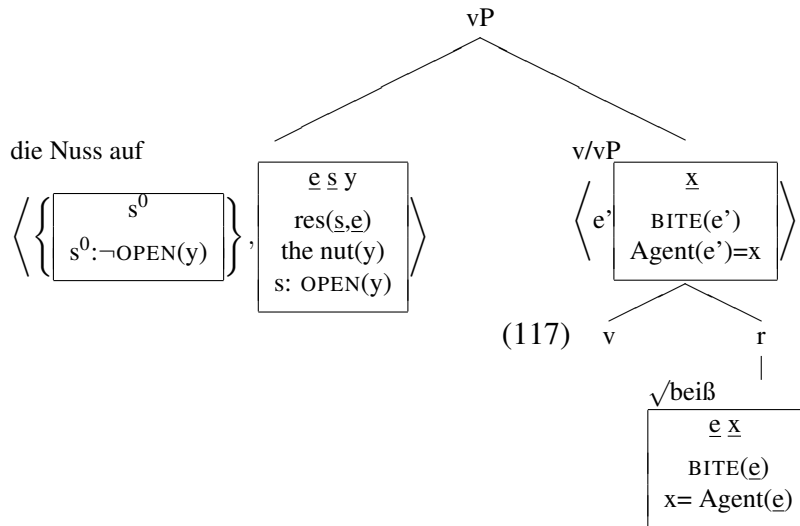 vP
die Nuss auf
⟨{ s⁰
s⁰:¬OPEN(y) },
e s y
res(s,e)
the nut(y)
s: OPEN(y) ⟩
v/vP
⟨ e’
x
BITE(e’)
Agent(e’)=x ⟩
(117) v r
√beiß
e x
BITE(e)
x= Agent(e)